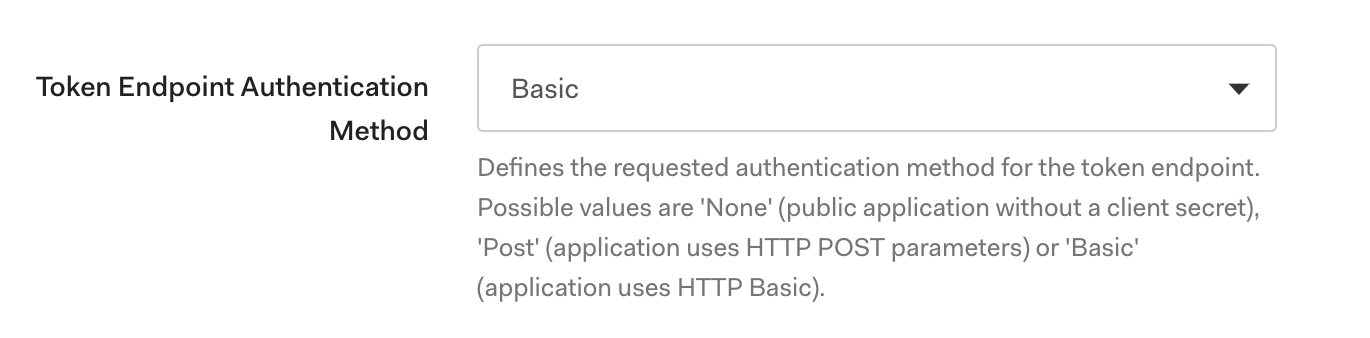 Token Endpoint Authentication
Method
Basic
Defines the requested authentication method for the token endpoint.
Possible values are 'None' (public application without a client secret),
'Post' (application uses HTTP POST parameters) or 'Basic'
(application uses HTTP Basic).